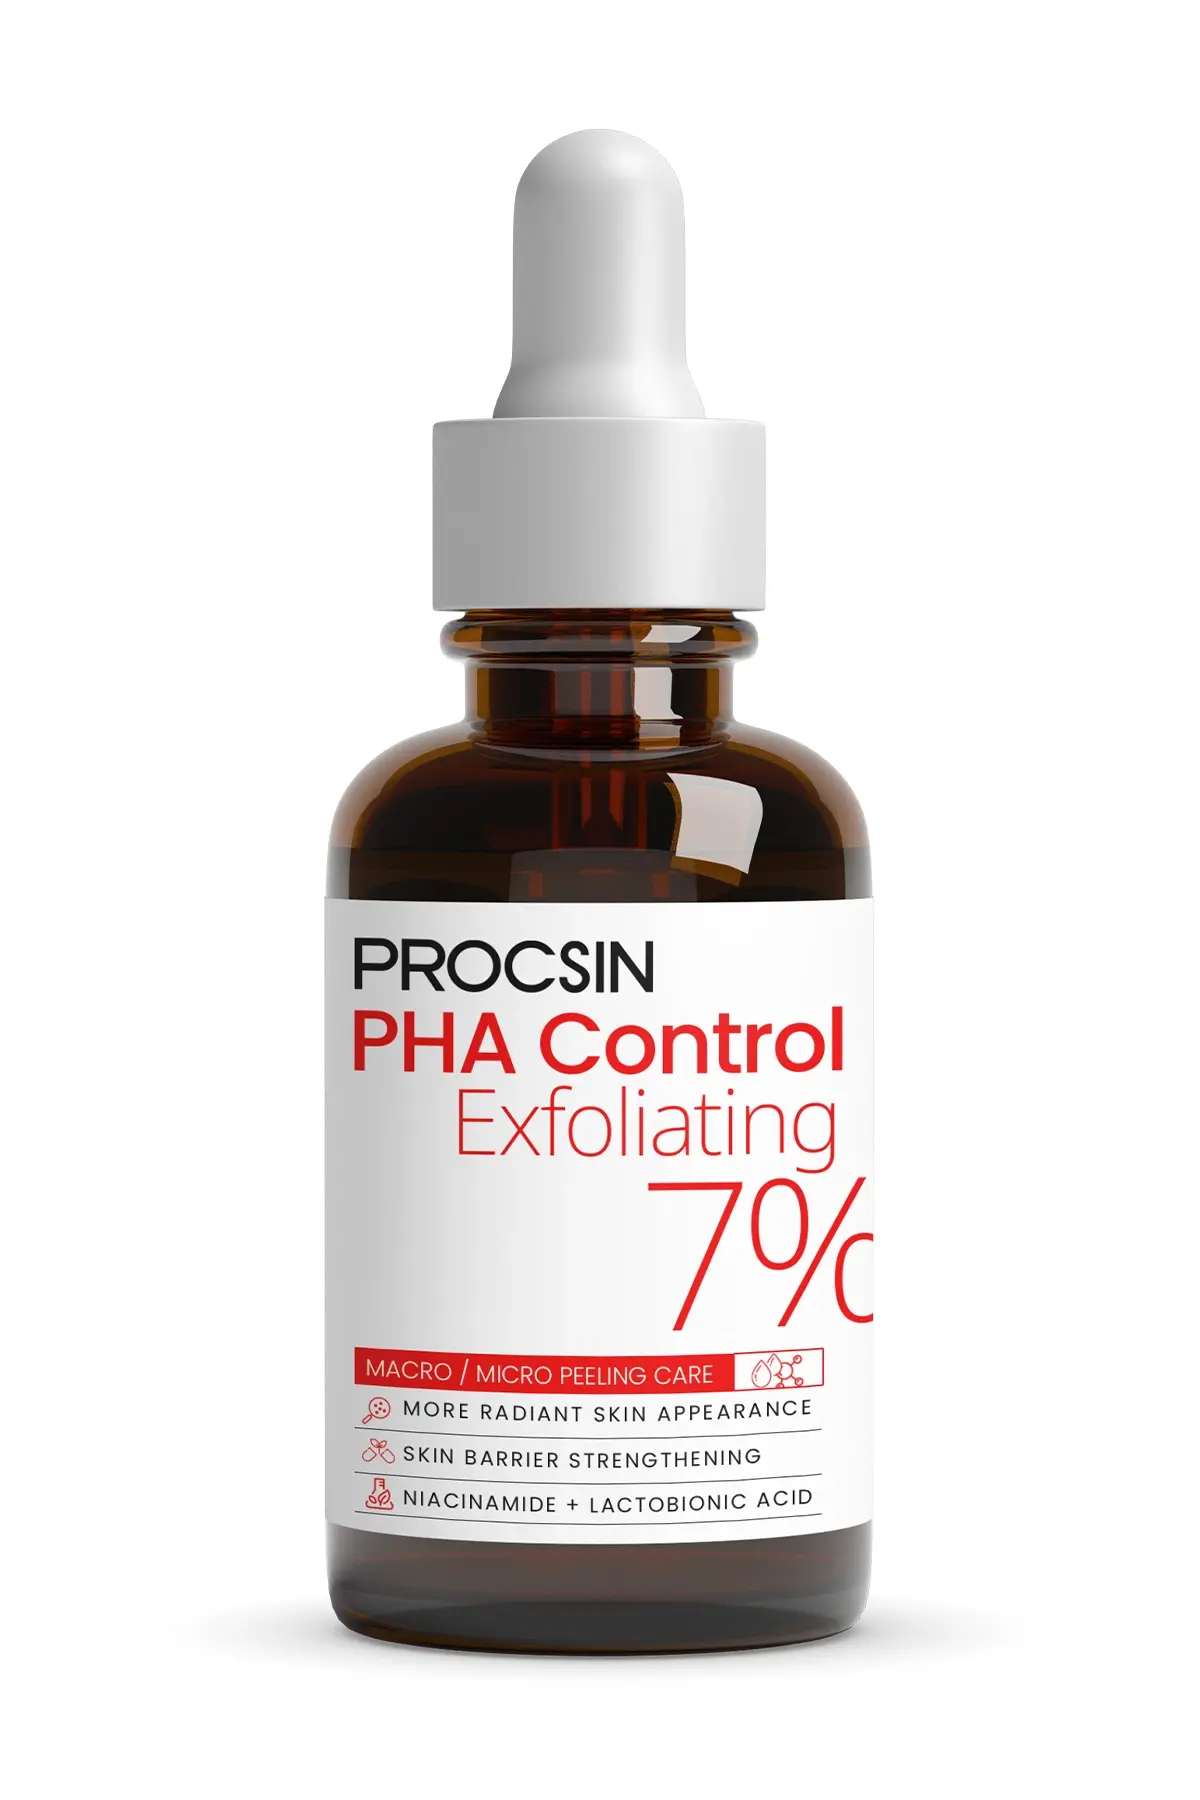 PROCSIN
PHA Control
Exfoliating
7%
MACRO / MICRO PEELING CARE
MORE RADIANT SKIN APPEARANCE
SKIN BARRIER STRENGTHENING
NIACINAMIDE + LACTOBIONIC ACID